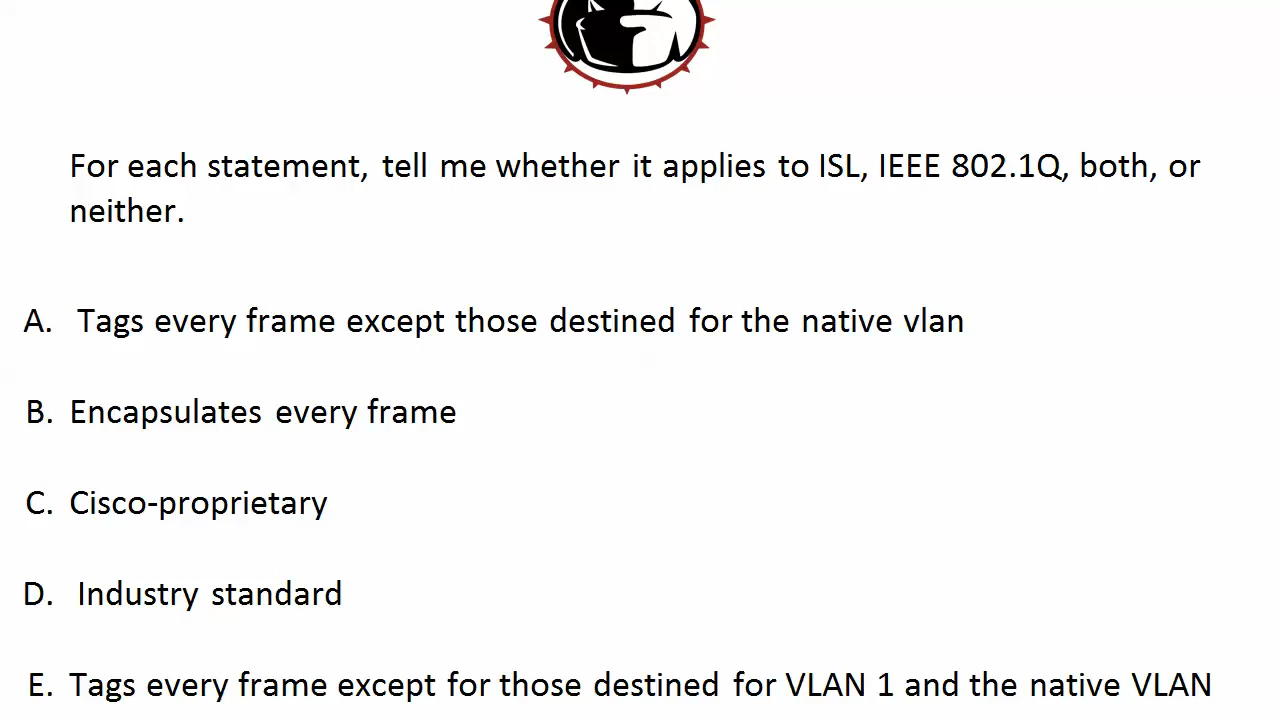 For each statement, tell me whether it applies to ISL, IEEE 802.1Q, both, or
neither.
A. Tags every frame except those destined for the native vlan
B. Encapsulates every frame
C. Cisco-proprietary
D. Industry standard
E. Tags every frame except for those destined for VLAN 1 and the native VLAN